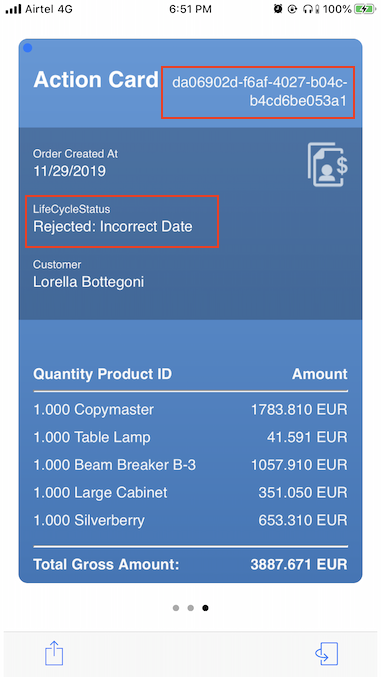 Airtel 4G 6:51 PM 100%
Action Card da06902d-f6af-4027-b04c-
b4cd6be053a1
Order Created At
11/29/2019
LifeCycleStatus
Rejected: Incorrect Date
Customer
Lorella Bottegoni
Quantity Product ID Amount
1.000 Copymaster 1783.810 EUR
1.000 Table Lamp 41.591 EUR
1.000 Beam Breaker B-3 1057.910 EUR
1.000 Large Cabinet 351.050 EUR
1.000 Silverberry 653.310 EUR
Total Gross Amount: 3887.671 EUR